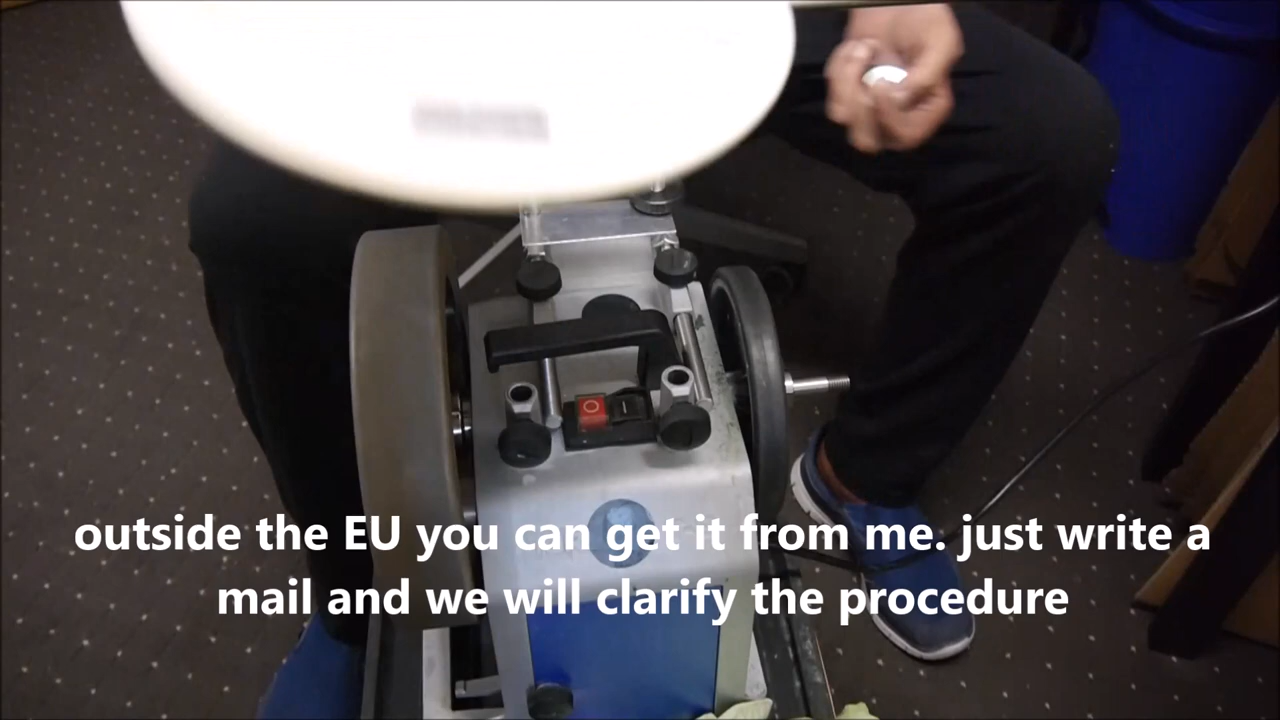 outside the EU you can get it from me. just write a
mail and we will clarify the procedure